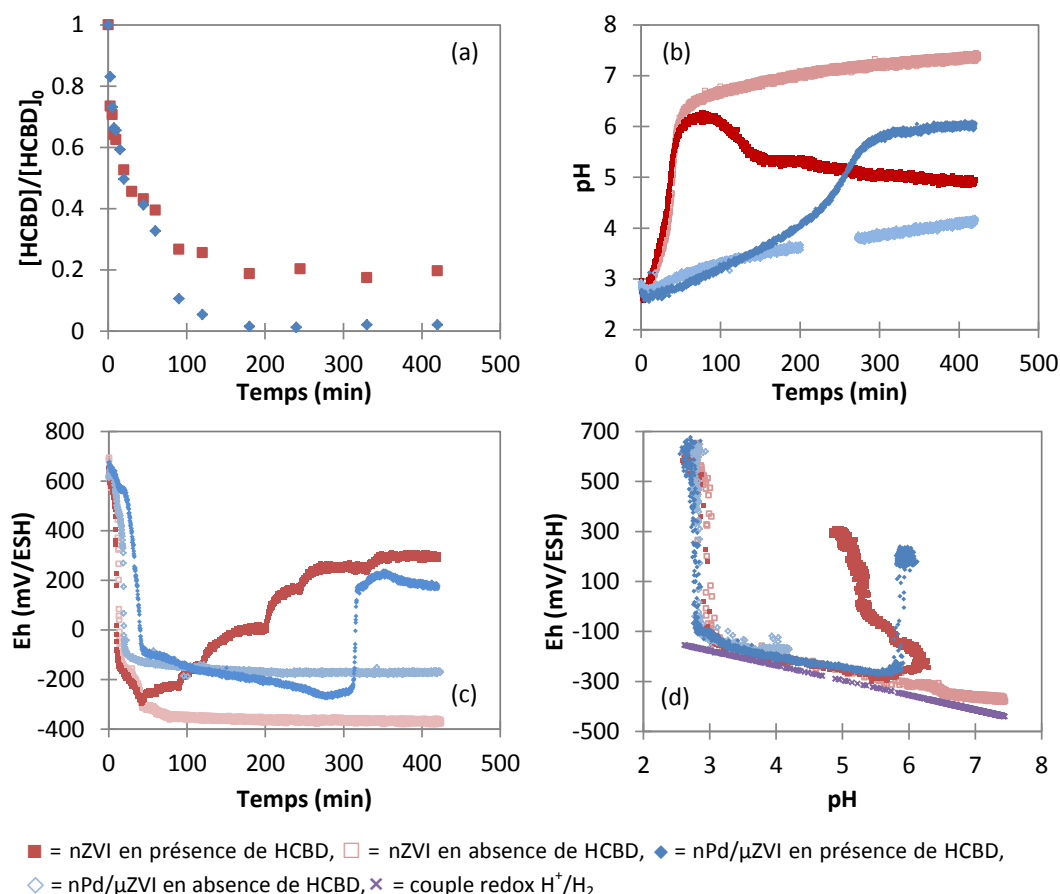 (a)
[HCBD]/[HCBD]0
1
0.8
0.6
0.4
0.2
0
0 100 200 300 400 500
Temps (min)
(b)
pH
8
7
6
5
4
3
2
0 100 200 300 400 500
Temps (min)
(c)
Eh (mV/ESH)
800
600
400
200
0
-200
-400
0 100 200 300 400 500
Temps (min)
(d)
Eh (mV/ESH)
700
500
300
100
-100
-300
-500
2 3 4 5 6 7 8
pH
= nZVI en présence de HCBD, = nZVI en absence de HCBD, = nPd/µZVI en présence de HCBD,
= nPd/µZVI en absence de HCBD, = couple redox H+/H2